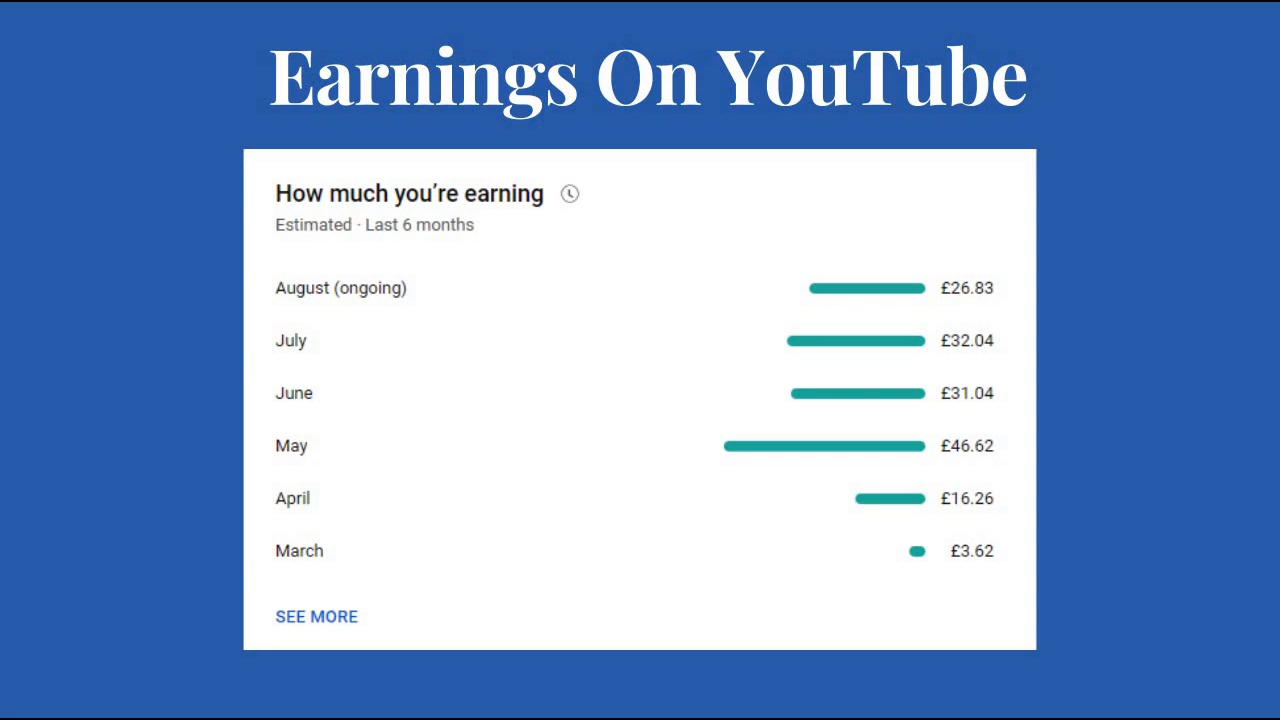 Earnings On YouTube
How much you’re earning
Estimated · Last 6 months
August (ongoing) £26.83
July £32.04
June £31.04
May £46.62
April £16.26
March £3.62
SEE MORE